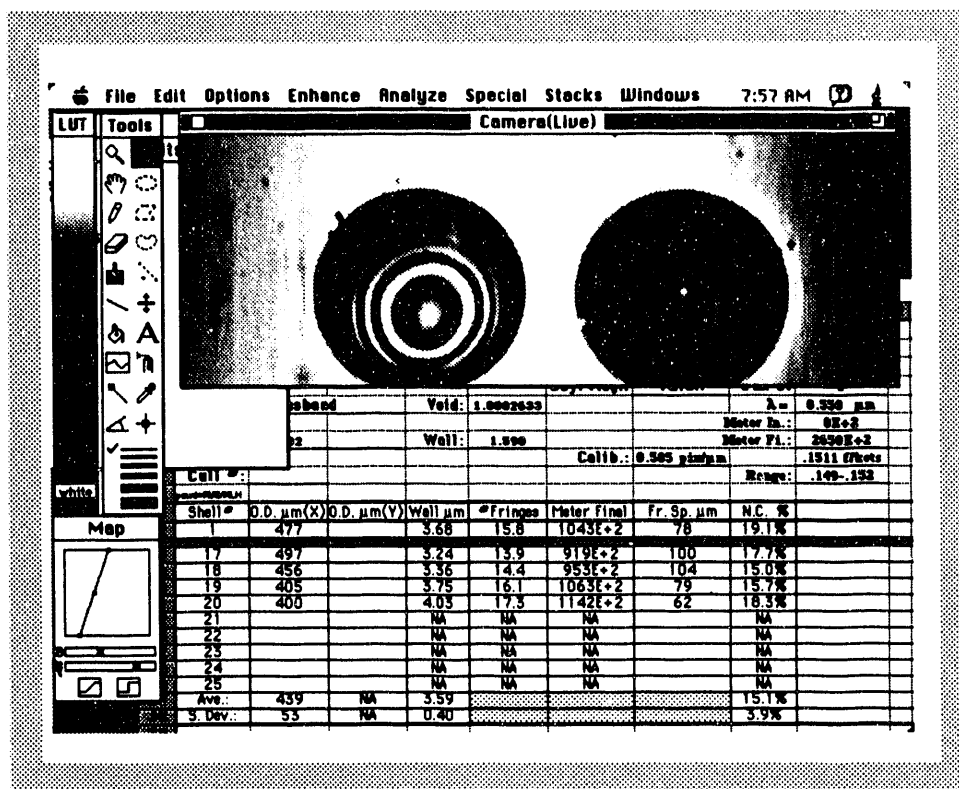 File Edit Options Enhance Analyze Special Stacks Windows 7:57 AM
LUT Tools Camera(Live)
Void: 1.0002633 λ = 0.550 µm
Meter In.: 0E+2
Wall: 1.590 Meter Fi.: 2650E+2
Calib.: 0.505 pix/µm .1511 f/kcts
Range: .149-.152
white
Shell # O.D. µm(X) O.D. µm(Y) Wall µm #Fringes Meter Final Fr. Sp. µm N.C. %
Map
1 477 3.68 15.8 1043E+2 78 19.1%
17 497 3.24 13.9 919E+2 100 17.7%
18 456 3.36 14.4 953E+2 104 15.0%
19 405 3.75 16.1 1063E+2 79 15.7%
20 400 4.03 17.3 1142E+2 62 18.3%
21 NA NA NA NA
22 NA NA NA NA
23 NA NA NA NA
24 NA NA NA NA
25 NA NA NA NA
Ave.: 439 NA 3.59 15.1%
S. Dev.: 53 NA 0.40 3.9%